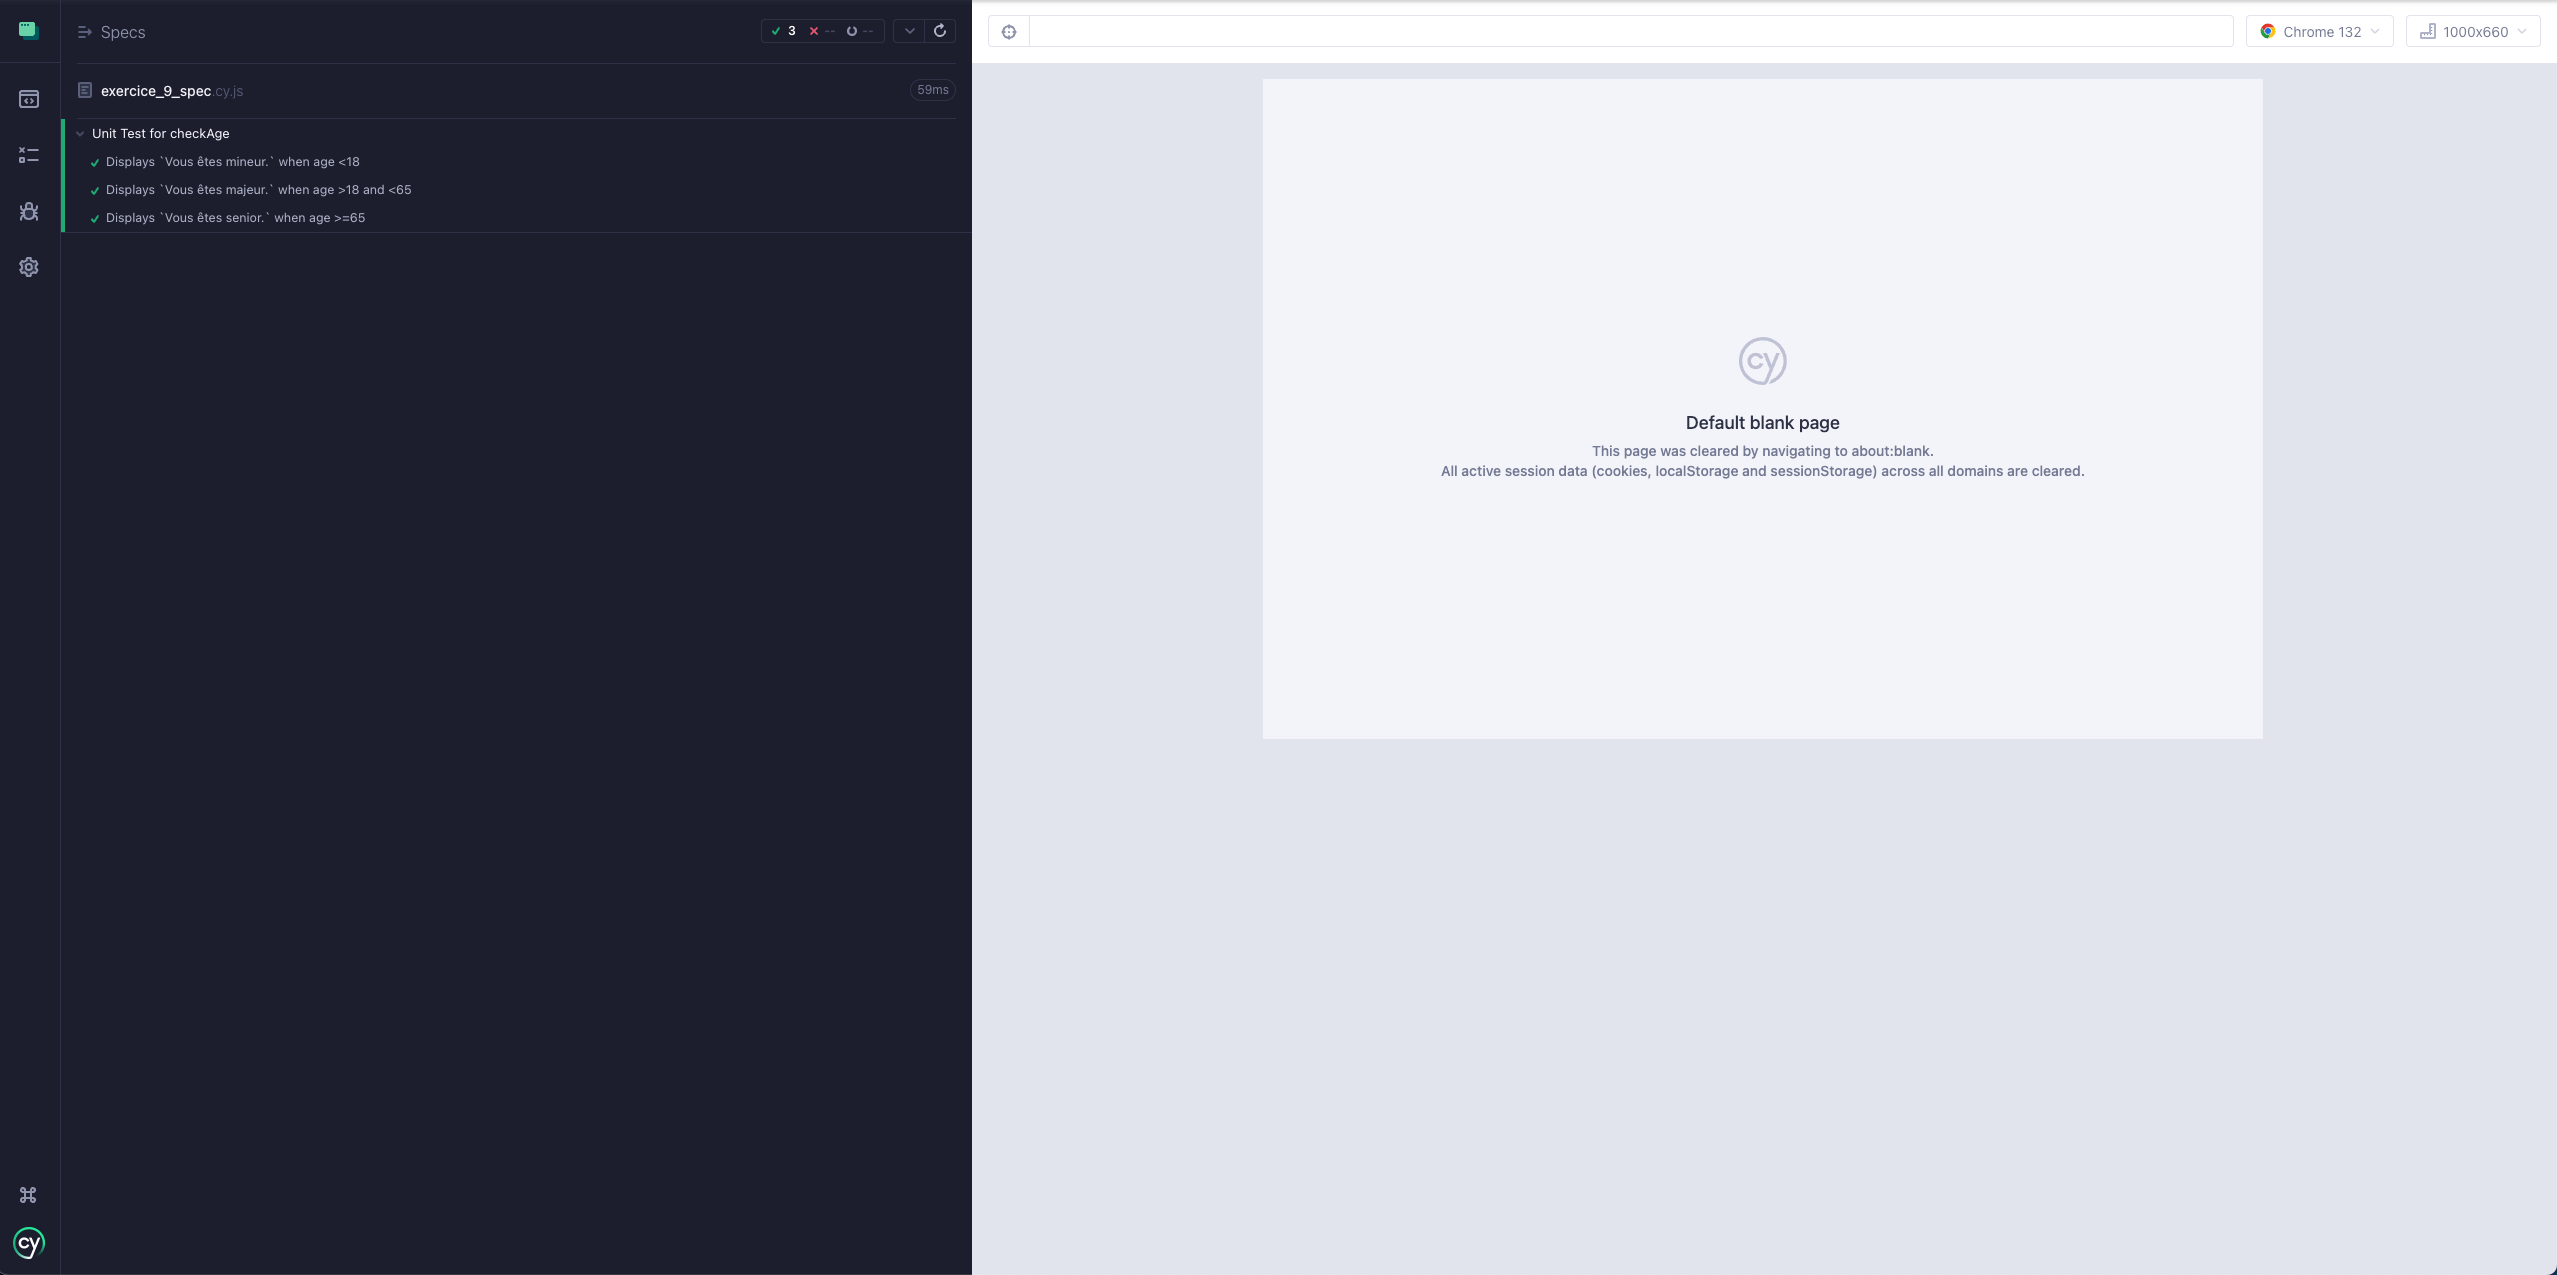 Specs
3 -- --
exercice_9_spec.cy.js
59ms
Unit Test for checkAge
Displays `Vous êtes mineur.` when age <18
Displays `Vous êtes majeur.` when age >18 and <65
Displays `Vous êtes senior.` when age >=65
cy
Chrome 132
1000x660
cy
Default blank page
This page was cleared by navigating to about:blank.
All active session data (cookies, localStorage and sessionStorage) across all domains are cleared.